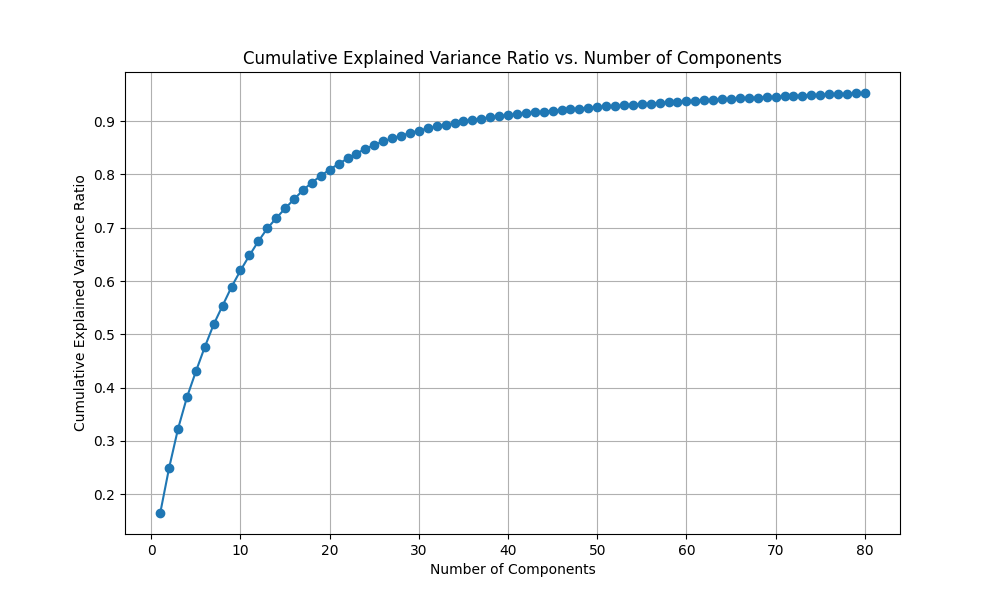 Cumulative Explained Variance Ratio vs. Number of Components
Cumulative Explained Variance Ratio
0.9
0.8
0.7
0.6
0.5
0.4
0.3
0.2
0 10 20 30 40 50 60 70 80
Number of Components